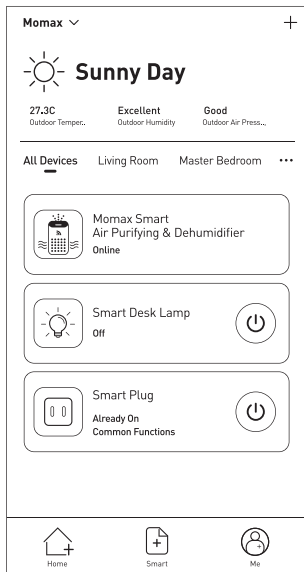 Momax
Sunny Day
27.3C Excellent Good
Outdoor Temper.. Outdoor Humidity Outdoor Air Press...
All Devices Living Room Master Bedroom
Momax Smart
Air Purifying & Dehumidifier
Online
Smart Desk Lamp
Off
Smart Plug
Already On
Common Functions
Home Smart Me